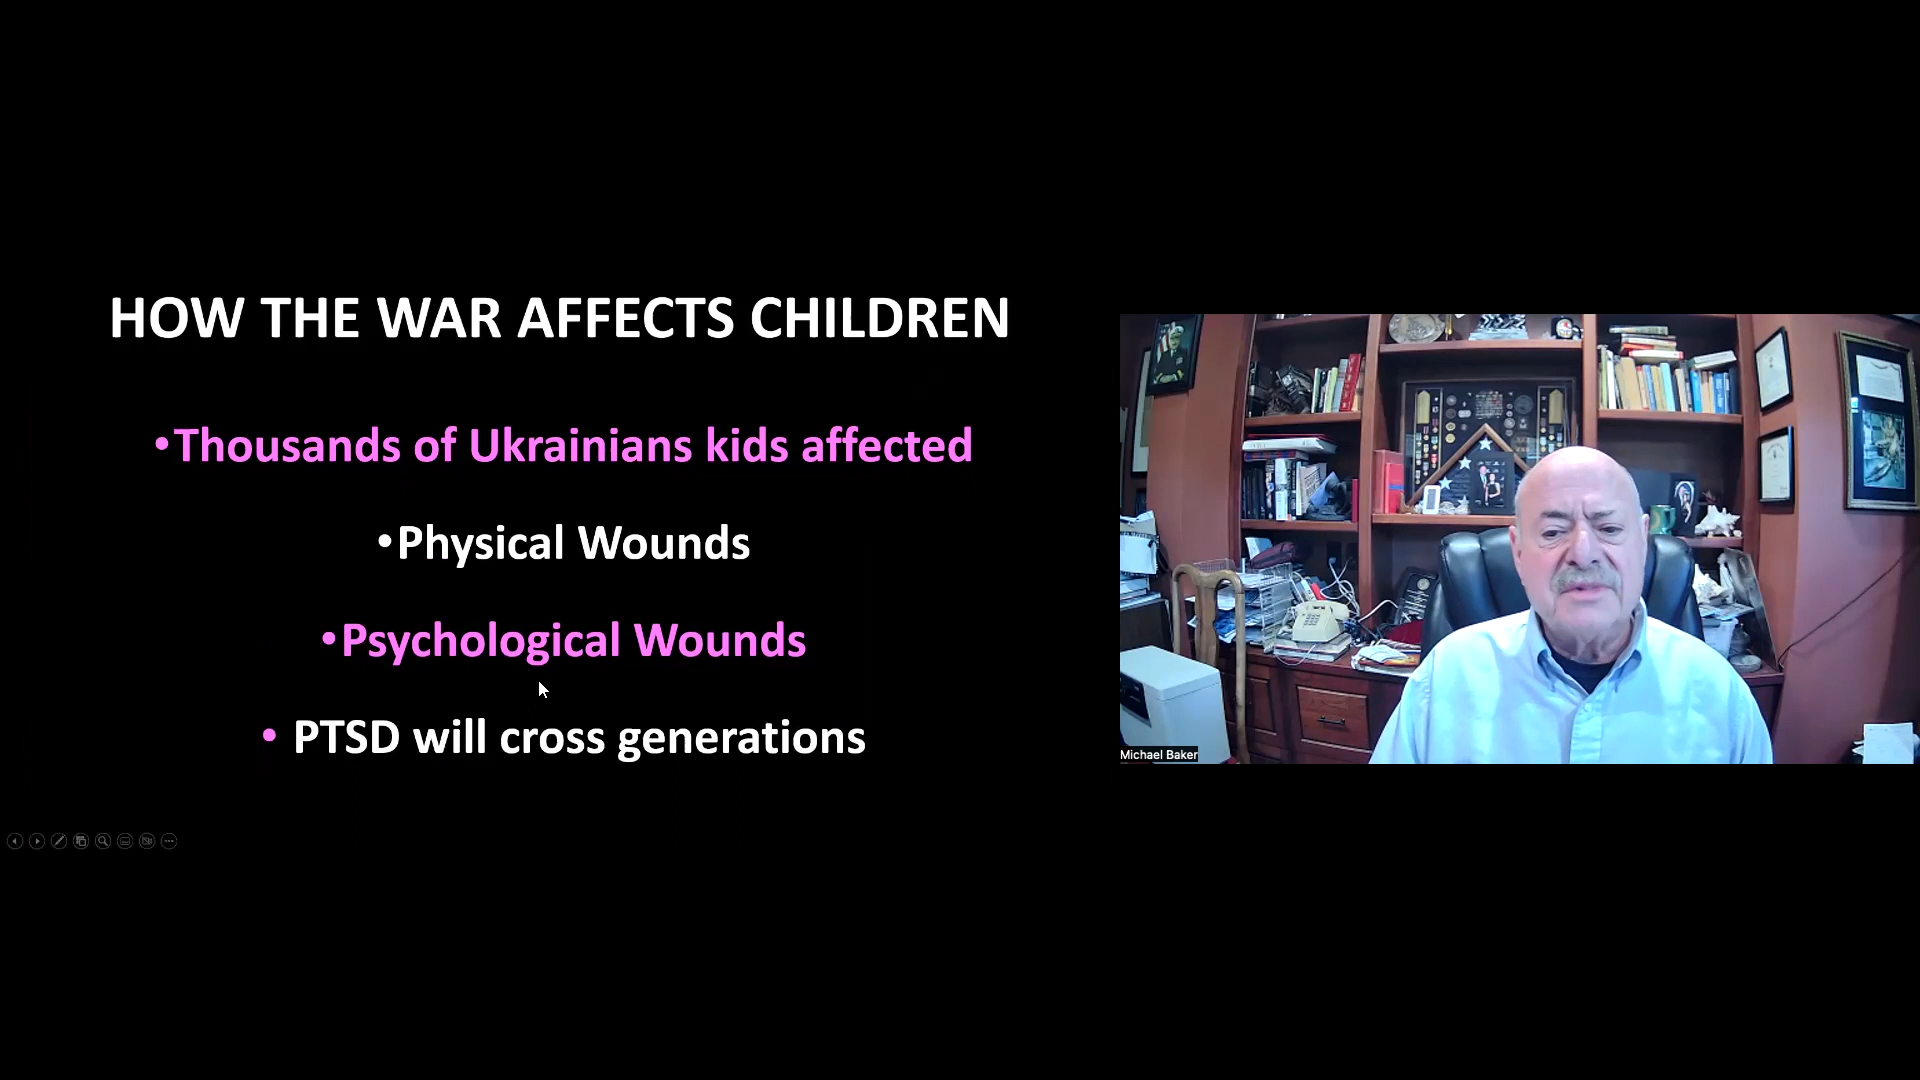 HOW THE WAR AFFECTS CHILDREN
•Thousands of Ukrainians kids affected
•Physical Wounds
•Psychological Wounds
• PTSD will cross generations
Michael Baker